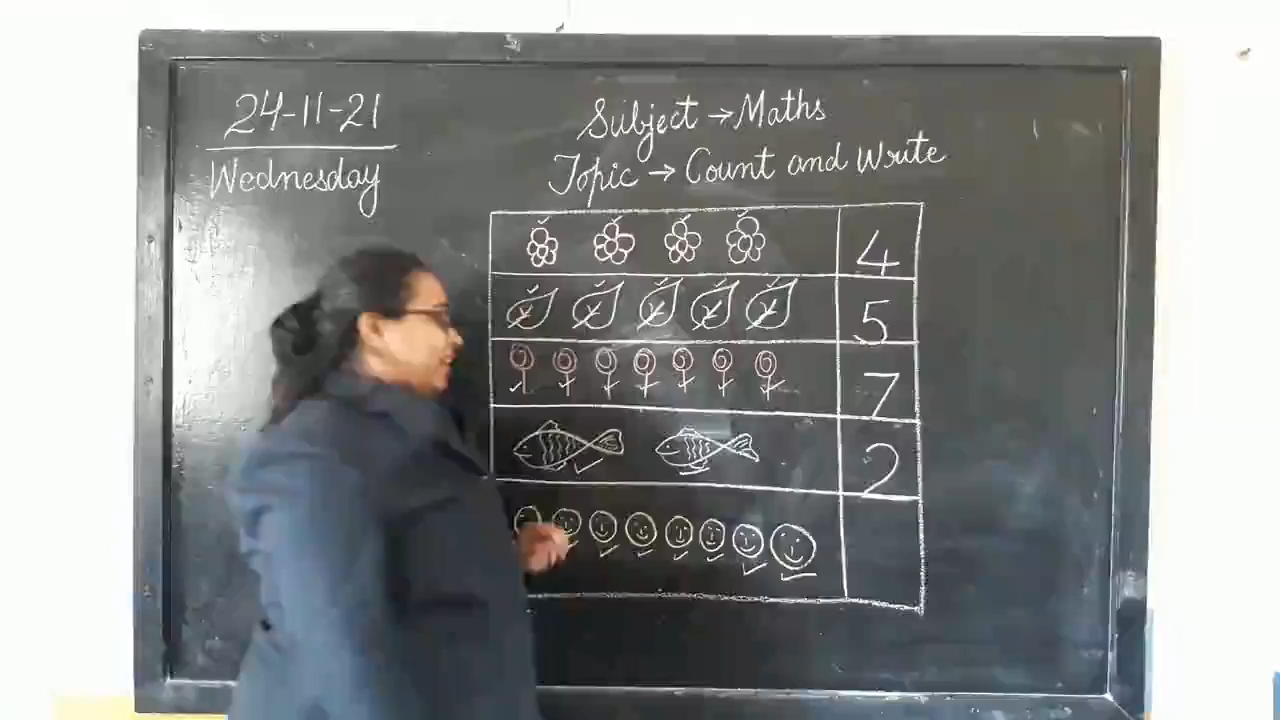 24-11-21
Wednesday
Subject → Maths
Topic → Count and Write
4
5
7
2